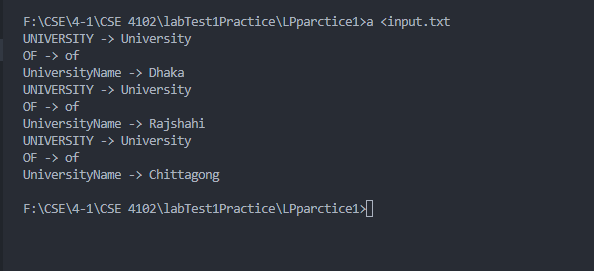 F:\CSE\4-1\CSE 4102\labTest1Practice\LPparctice1>a <input.txt
UNIVERSITY -> University
OF -> of
UniversityName -> Dhaka
UNIVERSITY -> University
OF -> of
UniversityName -> Rajshahi
UNIVERSITY -> University
OF -> of
UniversityName -> Chittagong
F:\CSE\4-1\CSE 4102\labTest1Practice\LPparctice1>